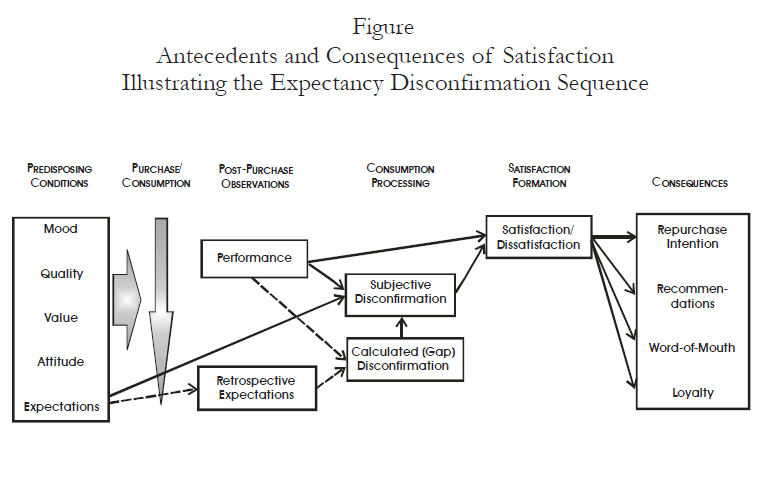 Figure
Antecedents and Consequences of Satisfaction
Illustrating the Expectancy Disconfirmation Sequence
PREDISPOSING
CONDITIONS
PURCHASE/
CONSUMPTION
POST-PURCHASE
OBSERVATIONS
CONSUMPTION
PROCESSING
SATISFACTION
FORMATION
CONSEQUENCES
Mood
Quality
Value
Attitude
Expectations
Performance
Retrospective
Expectations
Subjective
Disconfirmation
Calculated (Gap)
Disconfirmation
Satisfaction/
Dissatisfaction
Repurchase
Intention
Recommen-
dations
Word-of-Mouth
Loyalty